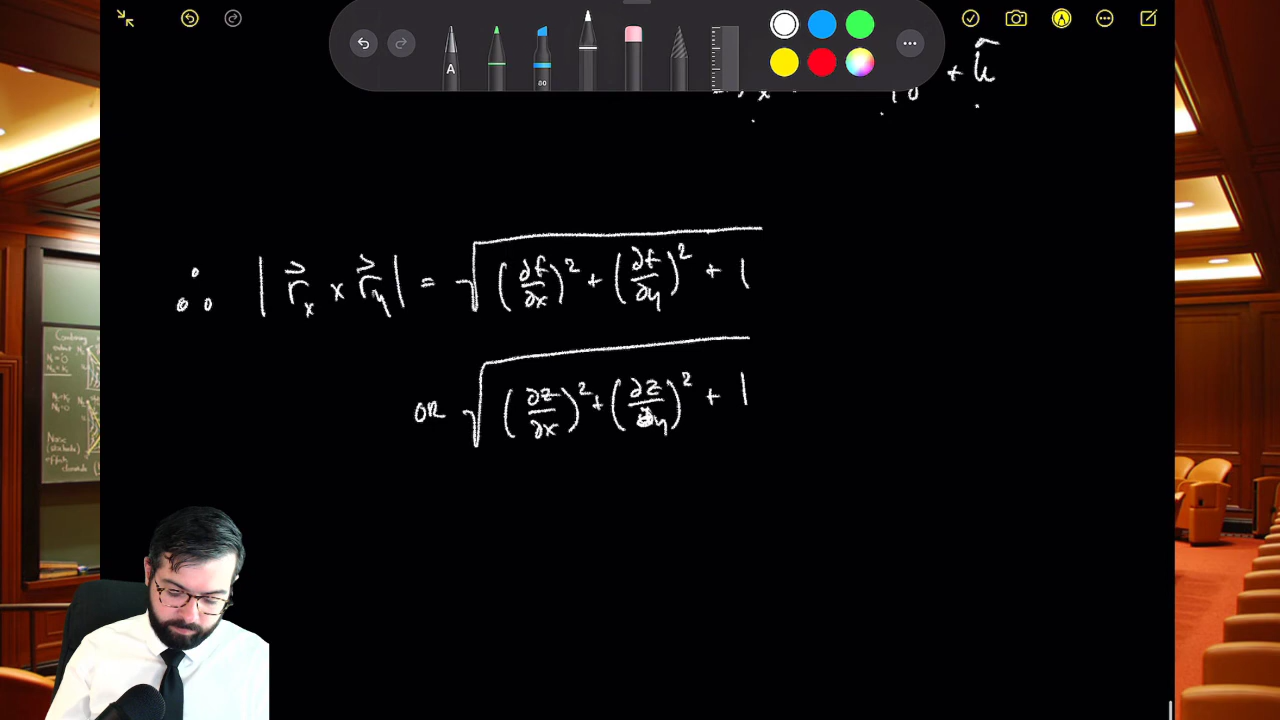 + k̂
∴ | r⃗ₓ × r⃗ᵧ | = √( (∂f/∂x)² + (∂f/∂y)² + 1 )
OR √( (∂z/∂x)² + (∂z/∂y)² + 1 )